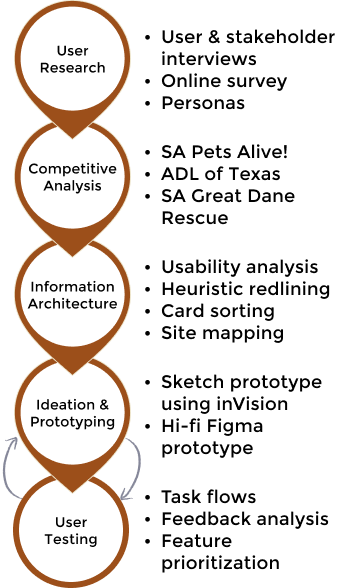 User
Research
• User & stakeholder
interviews
• Online survey
• Personas
Competitive
Analysis
• SA Pets Alive!
• ADL of Texas
• SA Great Dane
Rescue
Information
Architecture
• Usability analysis
• Heuristic redlining
• Card sorting
• Site mapping
Ideation &
Prototyping
• Sketch prototype
using inVision
• Hi-fi Figma
prototype
User
Testing
• Task flows
• Feedback analysis
• Feature
prioritization